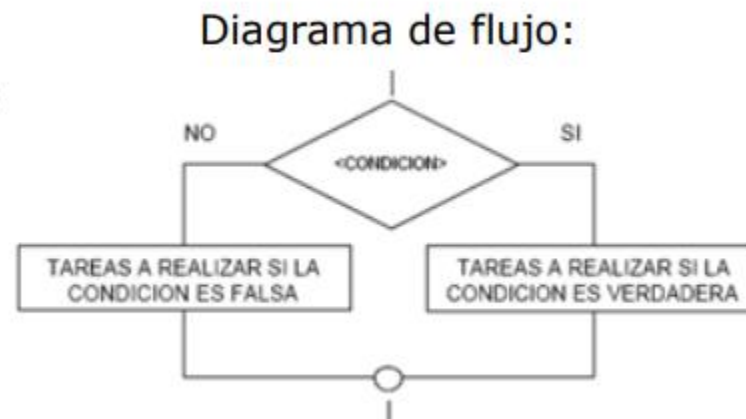 Diagrama de flujo:
NO
SI
<CONDICION>
TAREAS A REALIZAR SI LA
CONDICION ES FALSA
TAREAS A REALIZAR SI LA
CONDICION ES VERDADERA